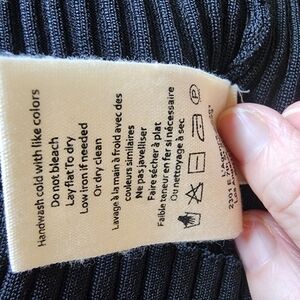 Handwash cold with like colors
Do not bleach
Lay flat To dry
Low iron if needed
Or dry clean
Lavage à la main à froid avec des
couleurs similaires
Ne pas javelliser
Faire sécher à plat
Faible teneur en fer si nécessaire
Ou nettoyage à sec